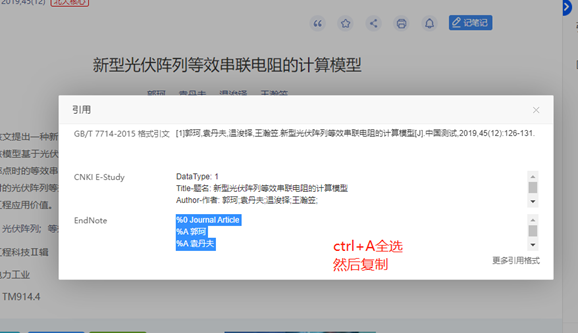 2019,45(12) 北大核心
记笔记
新型光伏阵列等效串联电阻的计算模型
郭珂 袁丹夫 温浚铎 王瀚笠
引用
GB/T 7714-2015 格式引文 [1]郭珂,袁丹夫,温浚铎,王瀚笠.新型光伏阵列等效串联电阻的计算模型[J].中国测试,2019,45(12):126-131.
文提出一种新
模型基于光伏
点时的等效串
的光伏阵列等
程应用价值。
光伏阵列; 等
CNKI E-Study
DataType: 1
Title-题名: 新型光伏阵列等效串联电阻的计算模型
Author-作者: 郭珂;袁丹夫;温浚铎;王瀚笠;
EndNote
%0 Journal Article
%A 郭珂
%A 袁丹夫
ctrl+A全选
然后复制
更多引用格式
程科技Ⅱ辑
力工业
TM914.4